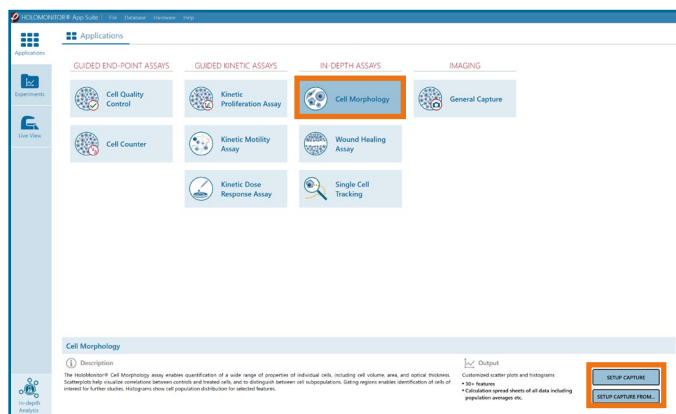 HOLOMONITOR® App Suite File Database Hardware Help
Applications
Applications
Experiments
Live View
In-depth
Analysis
GUIDED END-POINT ASSAYS
Cell Quality
Control
Cell Counter
GUIDED KINETIC ASSAYS
Kinetic
Proliferation Assay
Kinetic Motility
Assay
Kinetic Dose
Response Assay
IN-DEPTH ASSAYS
Cell Morphology
Wound Healing
Assay
Single Cell
Tracking
IMAGING
General Capture
Cell Morphology
Description
The HoloMonitor® Cell Morphology assay enables quantification of a wide range of properties of individual cells, including cell volume, area, and optical thickness.
Scatterplots help visualize correlations between controls and treated cells, and to distinguish between cell subpopulations. Gating regions enables identification of cells of
interest for further studies. Histograms show cell population distribution for selected features.
Output
Customized scatter plots and histograms
• 30+ features
• Calculation spread sheets of all data including
population averages etc.
SETUP CAPTURE
SETUP CAPTURE FROM...